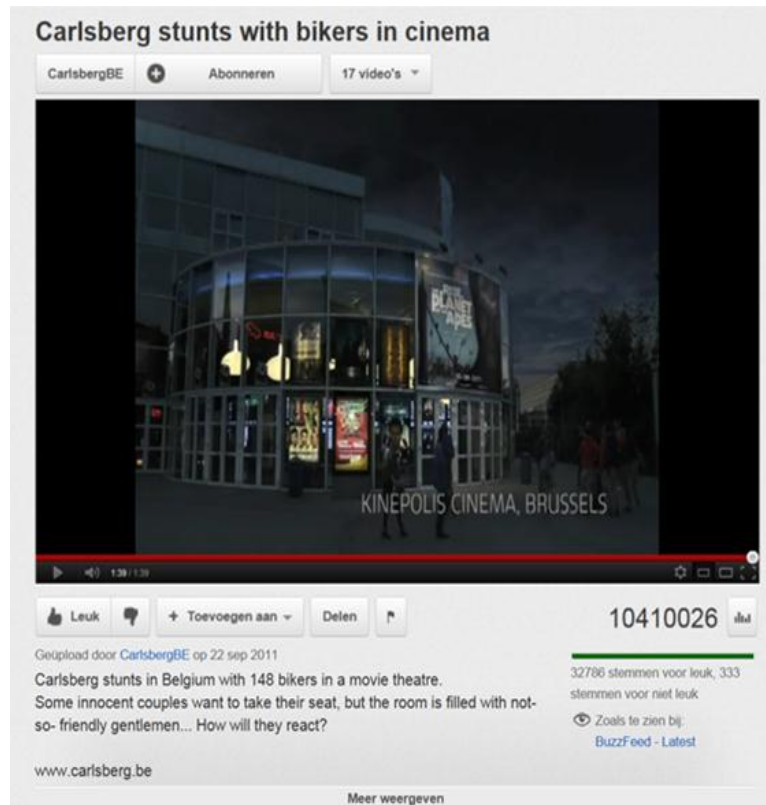 Carlsberg stunts with bikers in cinema
CarlsbergBE Abonneren 17 video's
PLANET
APES
KINEPOLIS CINEMA, BRUSSELS
1:39 / 1:39
Leuk + Toevoegen aan Delen
10410026
Geüpload door CarlsbergBE op 22 sep 2011
Carlsberg stunts in Belgium with 148 bikers in a movie theatre.
Some innocent couples want to take their seat, but the room is filled with not-
so- friendly gentlemen... How will they react?
www.carlsberg.be
32786 stemmen voor leuk, 333
stemmen voor niet leuk
Zoals te zien bij:
BuzzFeed - Latest
Meer weergeven